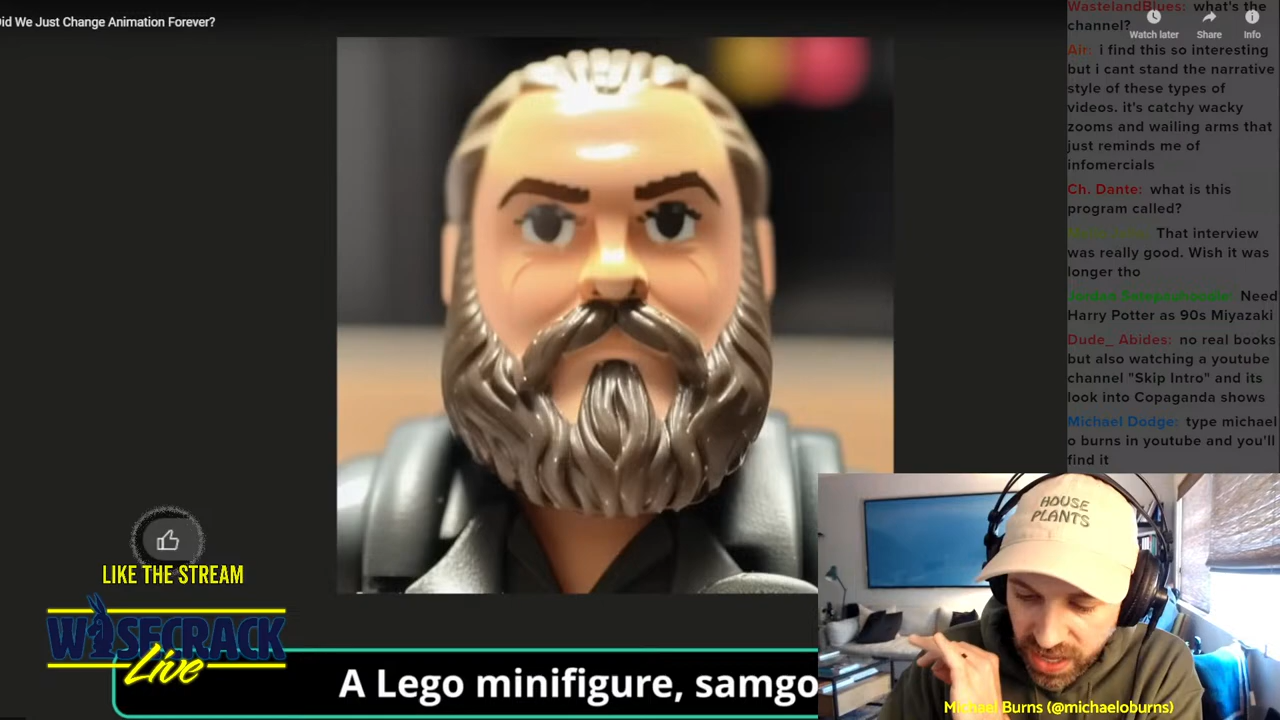 Did We Just Change Animation Forever?
Watch later
Share
Info
WastelandBlues: what's the
channel?
Air: i find this so interesting
but i cant stand the narrative
style of these types of
videos. it's catchy wacky
zooms and wailing arms that
just reminds me of
infomercials
Ch. Dante: what is this
program called?
That interview
was really good. Wish it was
longer tho
Jordan Need
Harry Potter as 90s Miyazaki
Dude_ Abides: no real books
but also watching a youtube
channel "Skip Intro" and its
look into Copaganda shows
Michael Dodge: type michael
o burns in youtube and you'll
find it
HOUSE
PLANTS
LIKE THE STREAM
WISECRACK
Live
A Lego minifigure, samgo
Michael Burns (@michaeloburns)